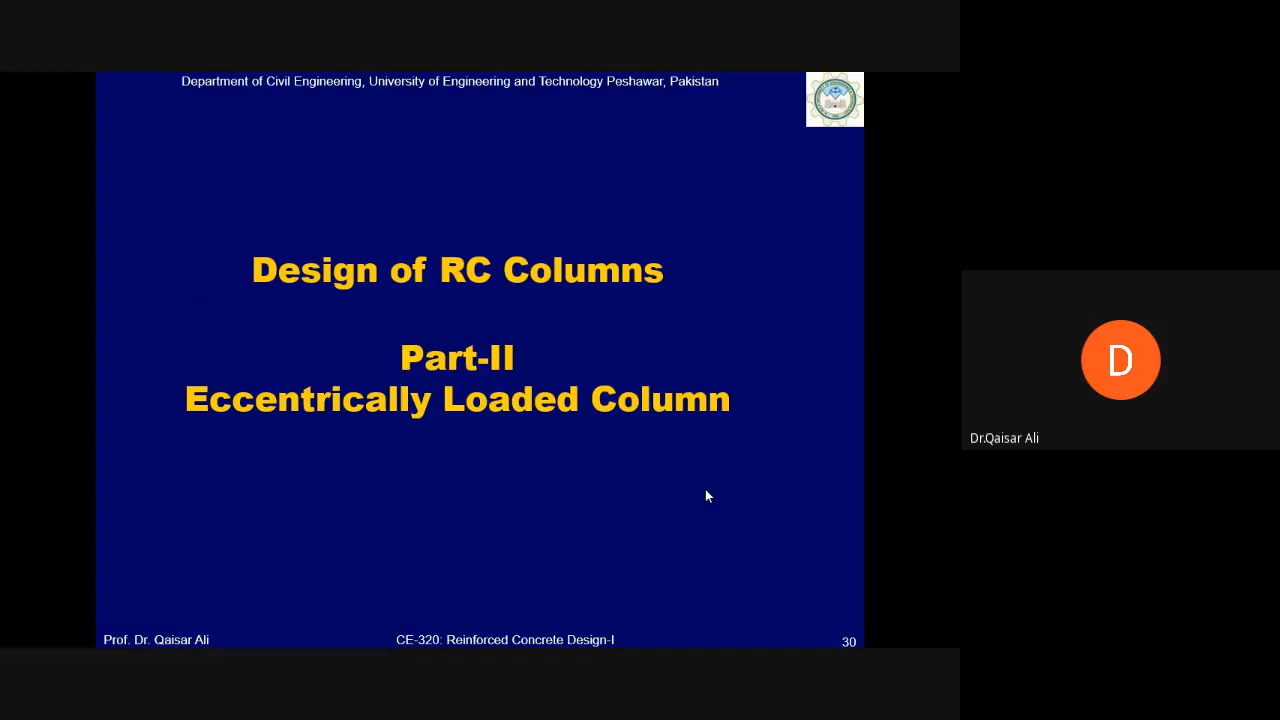 Department of Civil Engineering, University of Engineering and Technology Peshawar, Pakistan
Design of RC Columns
Part-II
Eccentrically Loaded Column
D
Dr.Qaisar Ali
Prof. Dr. Qaisar Ali
CE-320: Reinforced Concrete Design-I
30